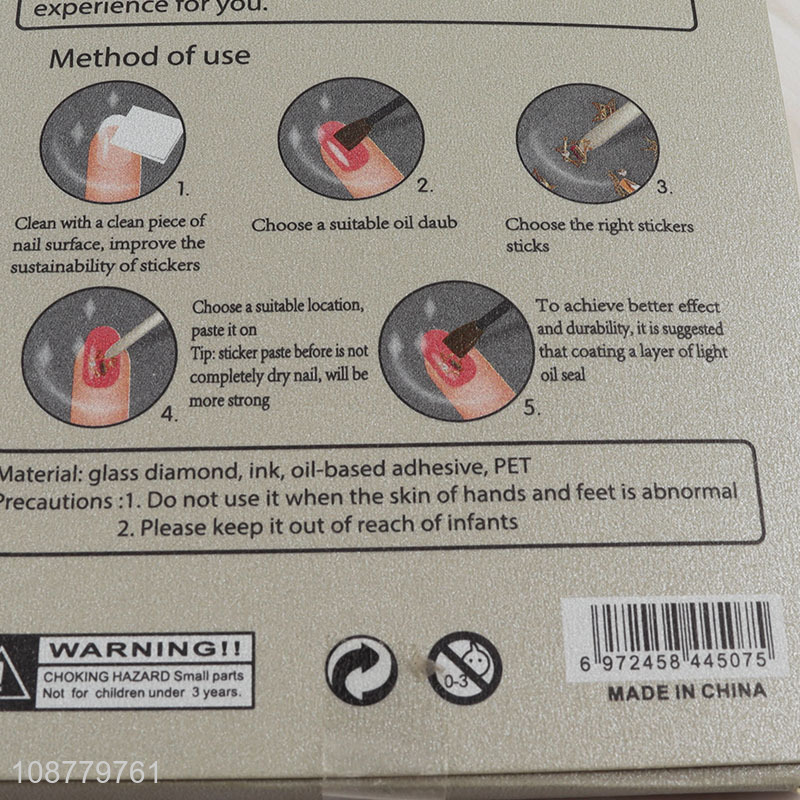 experience for you.
Method of use
1.
Clean with a clean piece of
nail surface, improve the
sustainability of stickers
2.
Choose a suitable oil daub
3.
Choose the right stickers
sticks
4.
Choose a suitable location,
paste it on
Tip: sticker paste before is not
completely dry nail, will be
more strong
5.
To achieve better effect
and durability, it is suggested
that coating a layer of light
oil seal
Material: glass diamond, ink, oil-based adhesive, PET
Precautions :1. Do not use it when the skin of hands and feet is abnormal
2. Please keep it out of reach of infants
WARNING!!
CHOKING HAZARD Small parts
Not for children under 3 years.
0-3
6 972458 445075
MADE IN CHINA
108779761